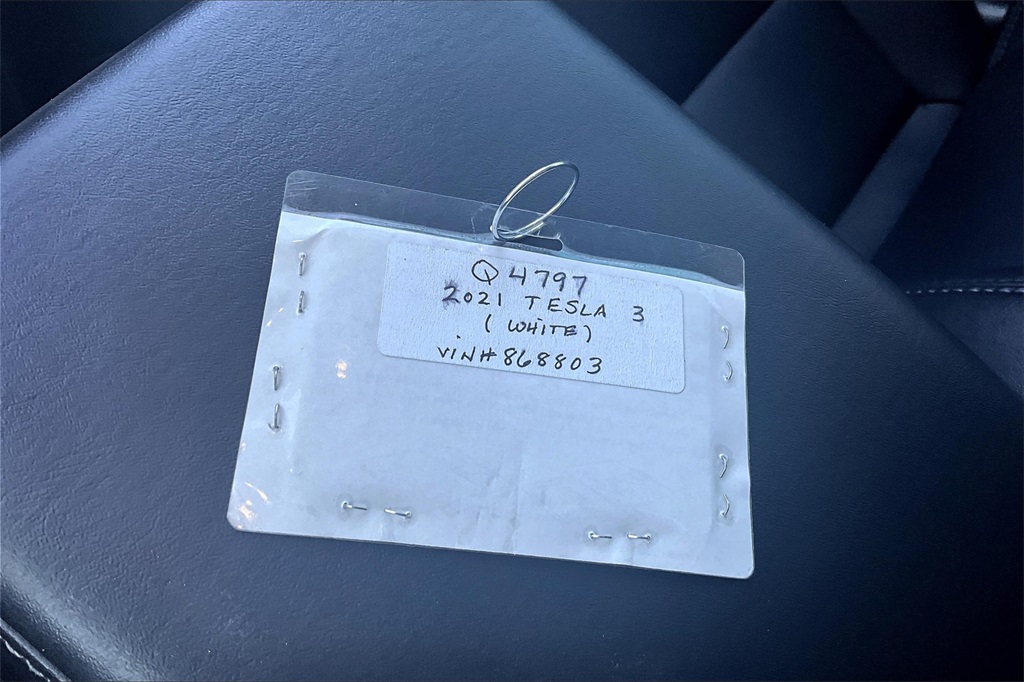 Q4797
2021 TESLA 3
(WHITE)
VIN# 868803